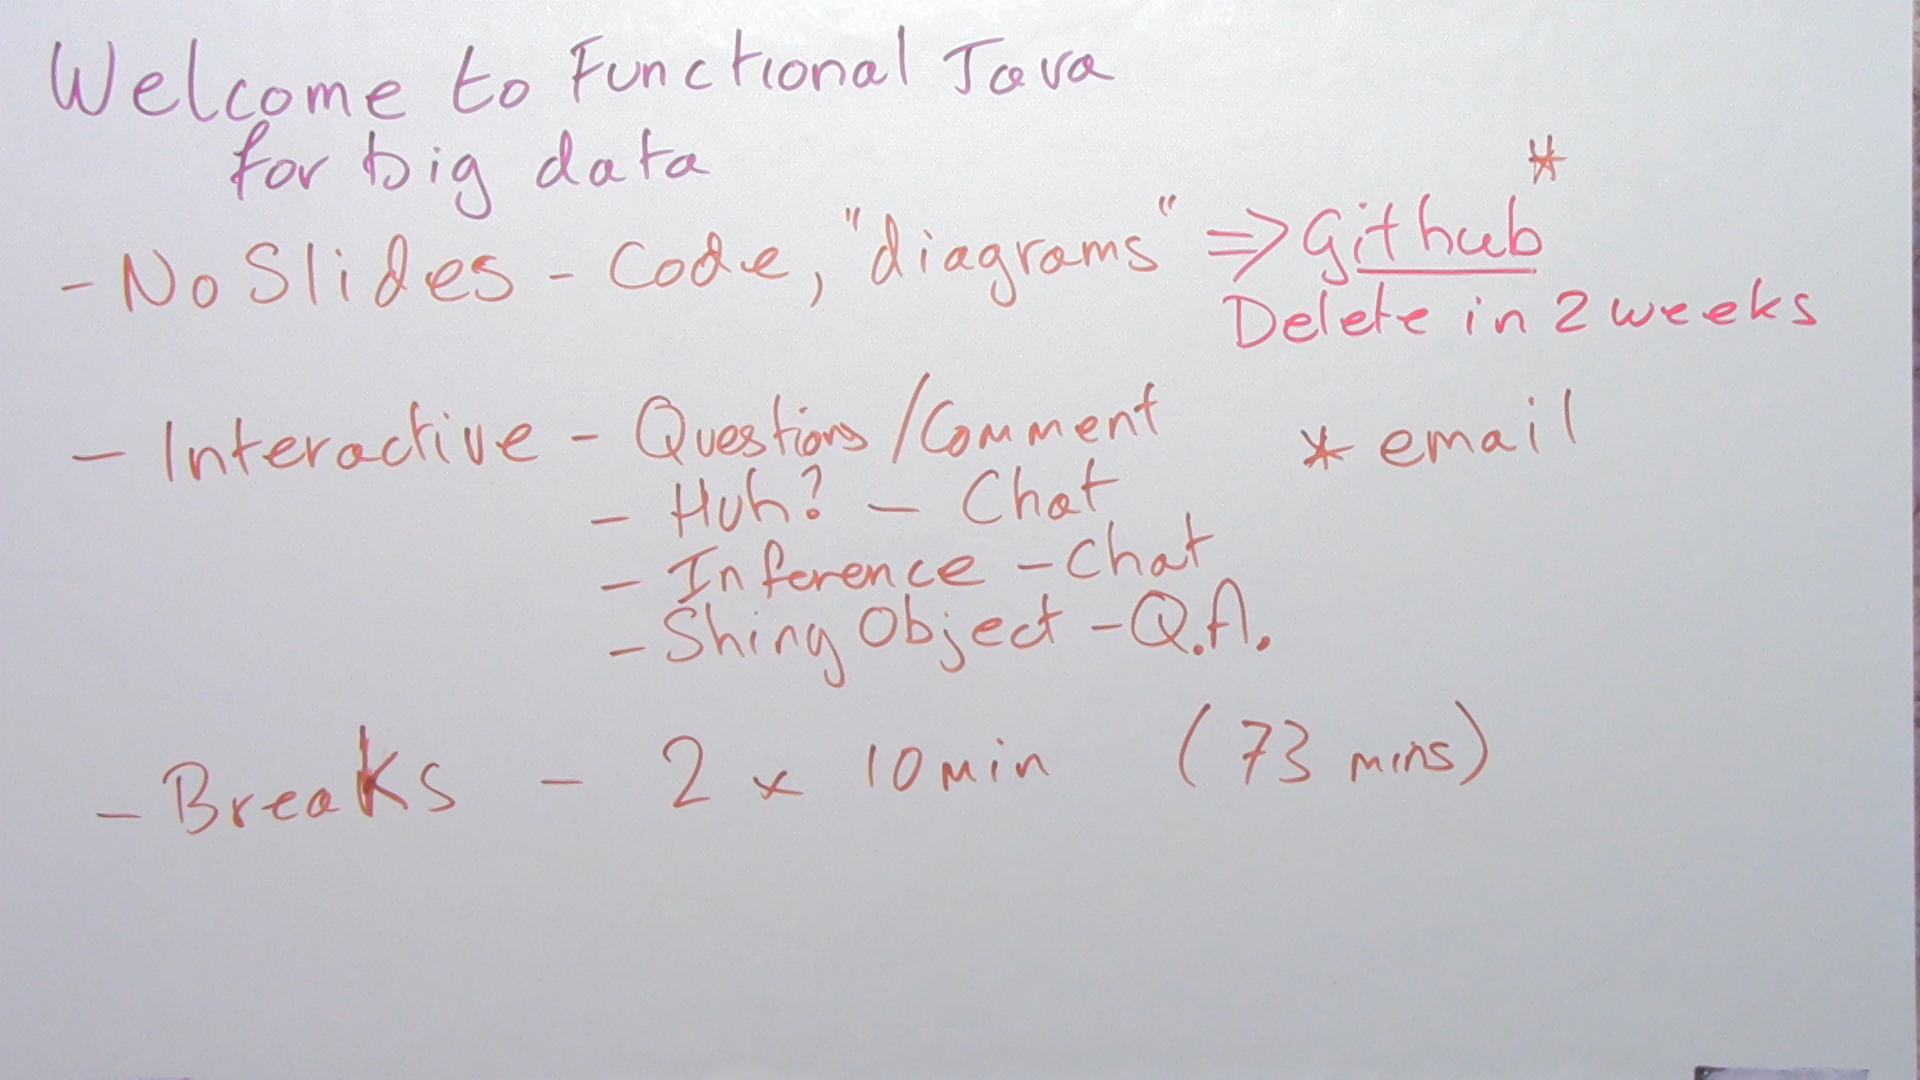 Welcome to Functional Java
for big data
- No Slides - Code, "diagrams" => Github *
Delete in 2 weeks
- Interactive - Questions / Comment
* email
- Huh? - Chat
- Inference - Chat
- Shing Object - Q.A.
- Breaks - 2 x 10 min (73 mins)